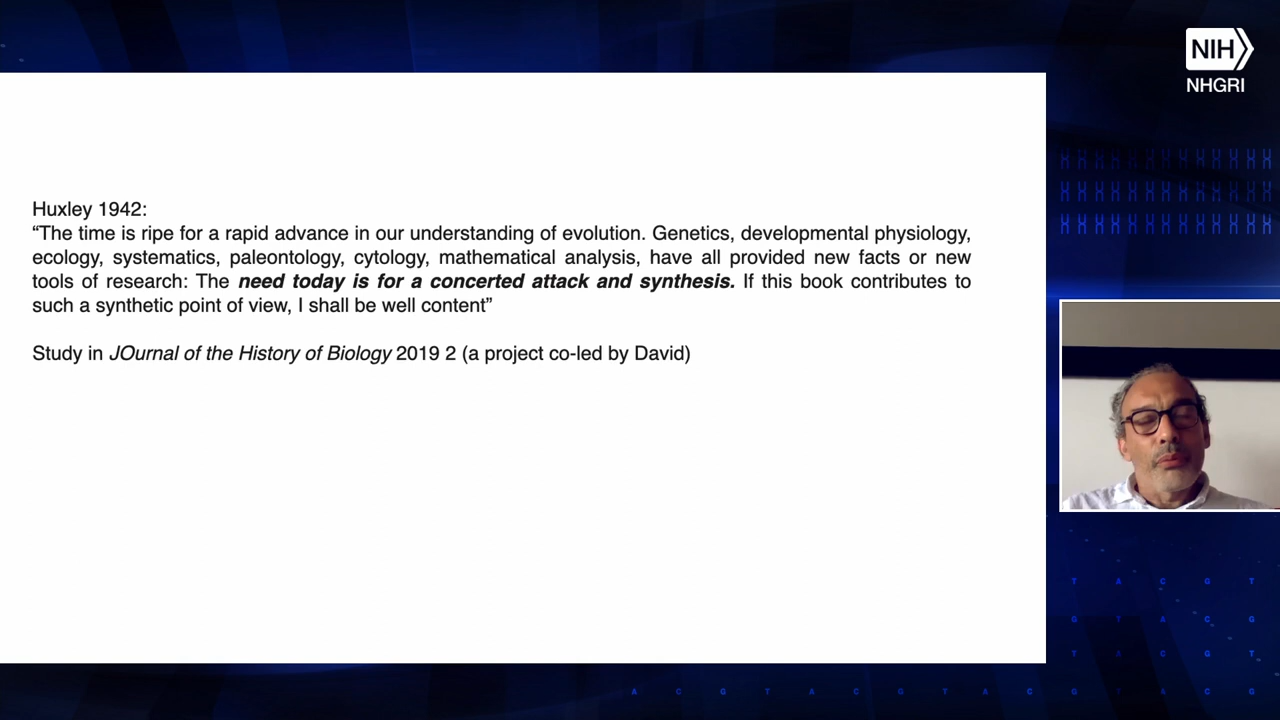 NIH
NHGRI
Huxley 1942:
“The time is ripe for a rapid advance in our understanding of evolution. Genetics, developmental physiology,
ecology, systematics, paleontology, cytology, mathematical analysis, have all provided new facts or new
tools of research: The need today is for a concerted attack and synthesis. If this book contributes to
such a synthetic point of view, I shall be well content”
Study in JOurnal of the History of Biology 2019 2 (a project co-led by David)
T A C G T
G T A C G
T A C G T
A C G T A C G T A C G T A C G